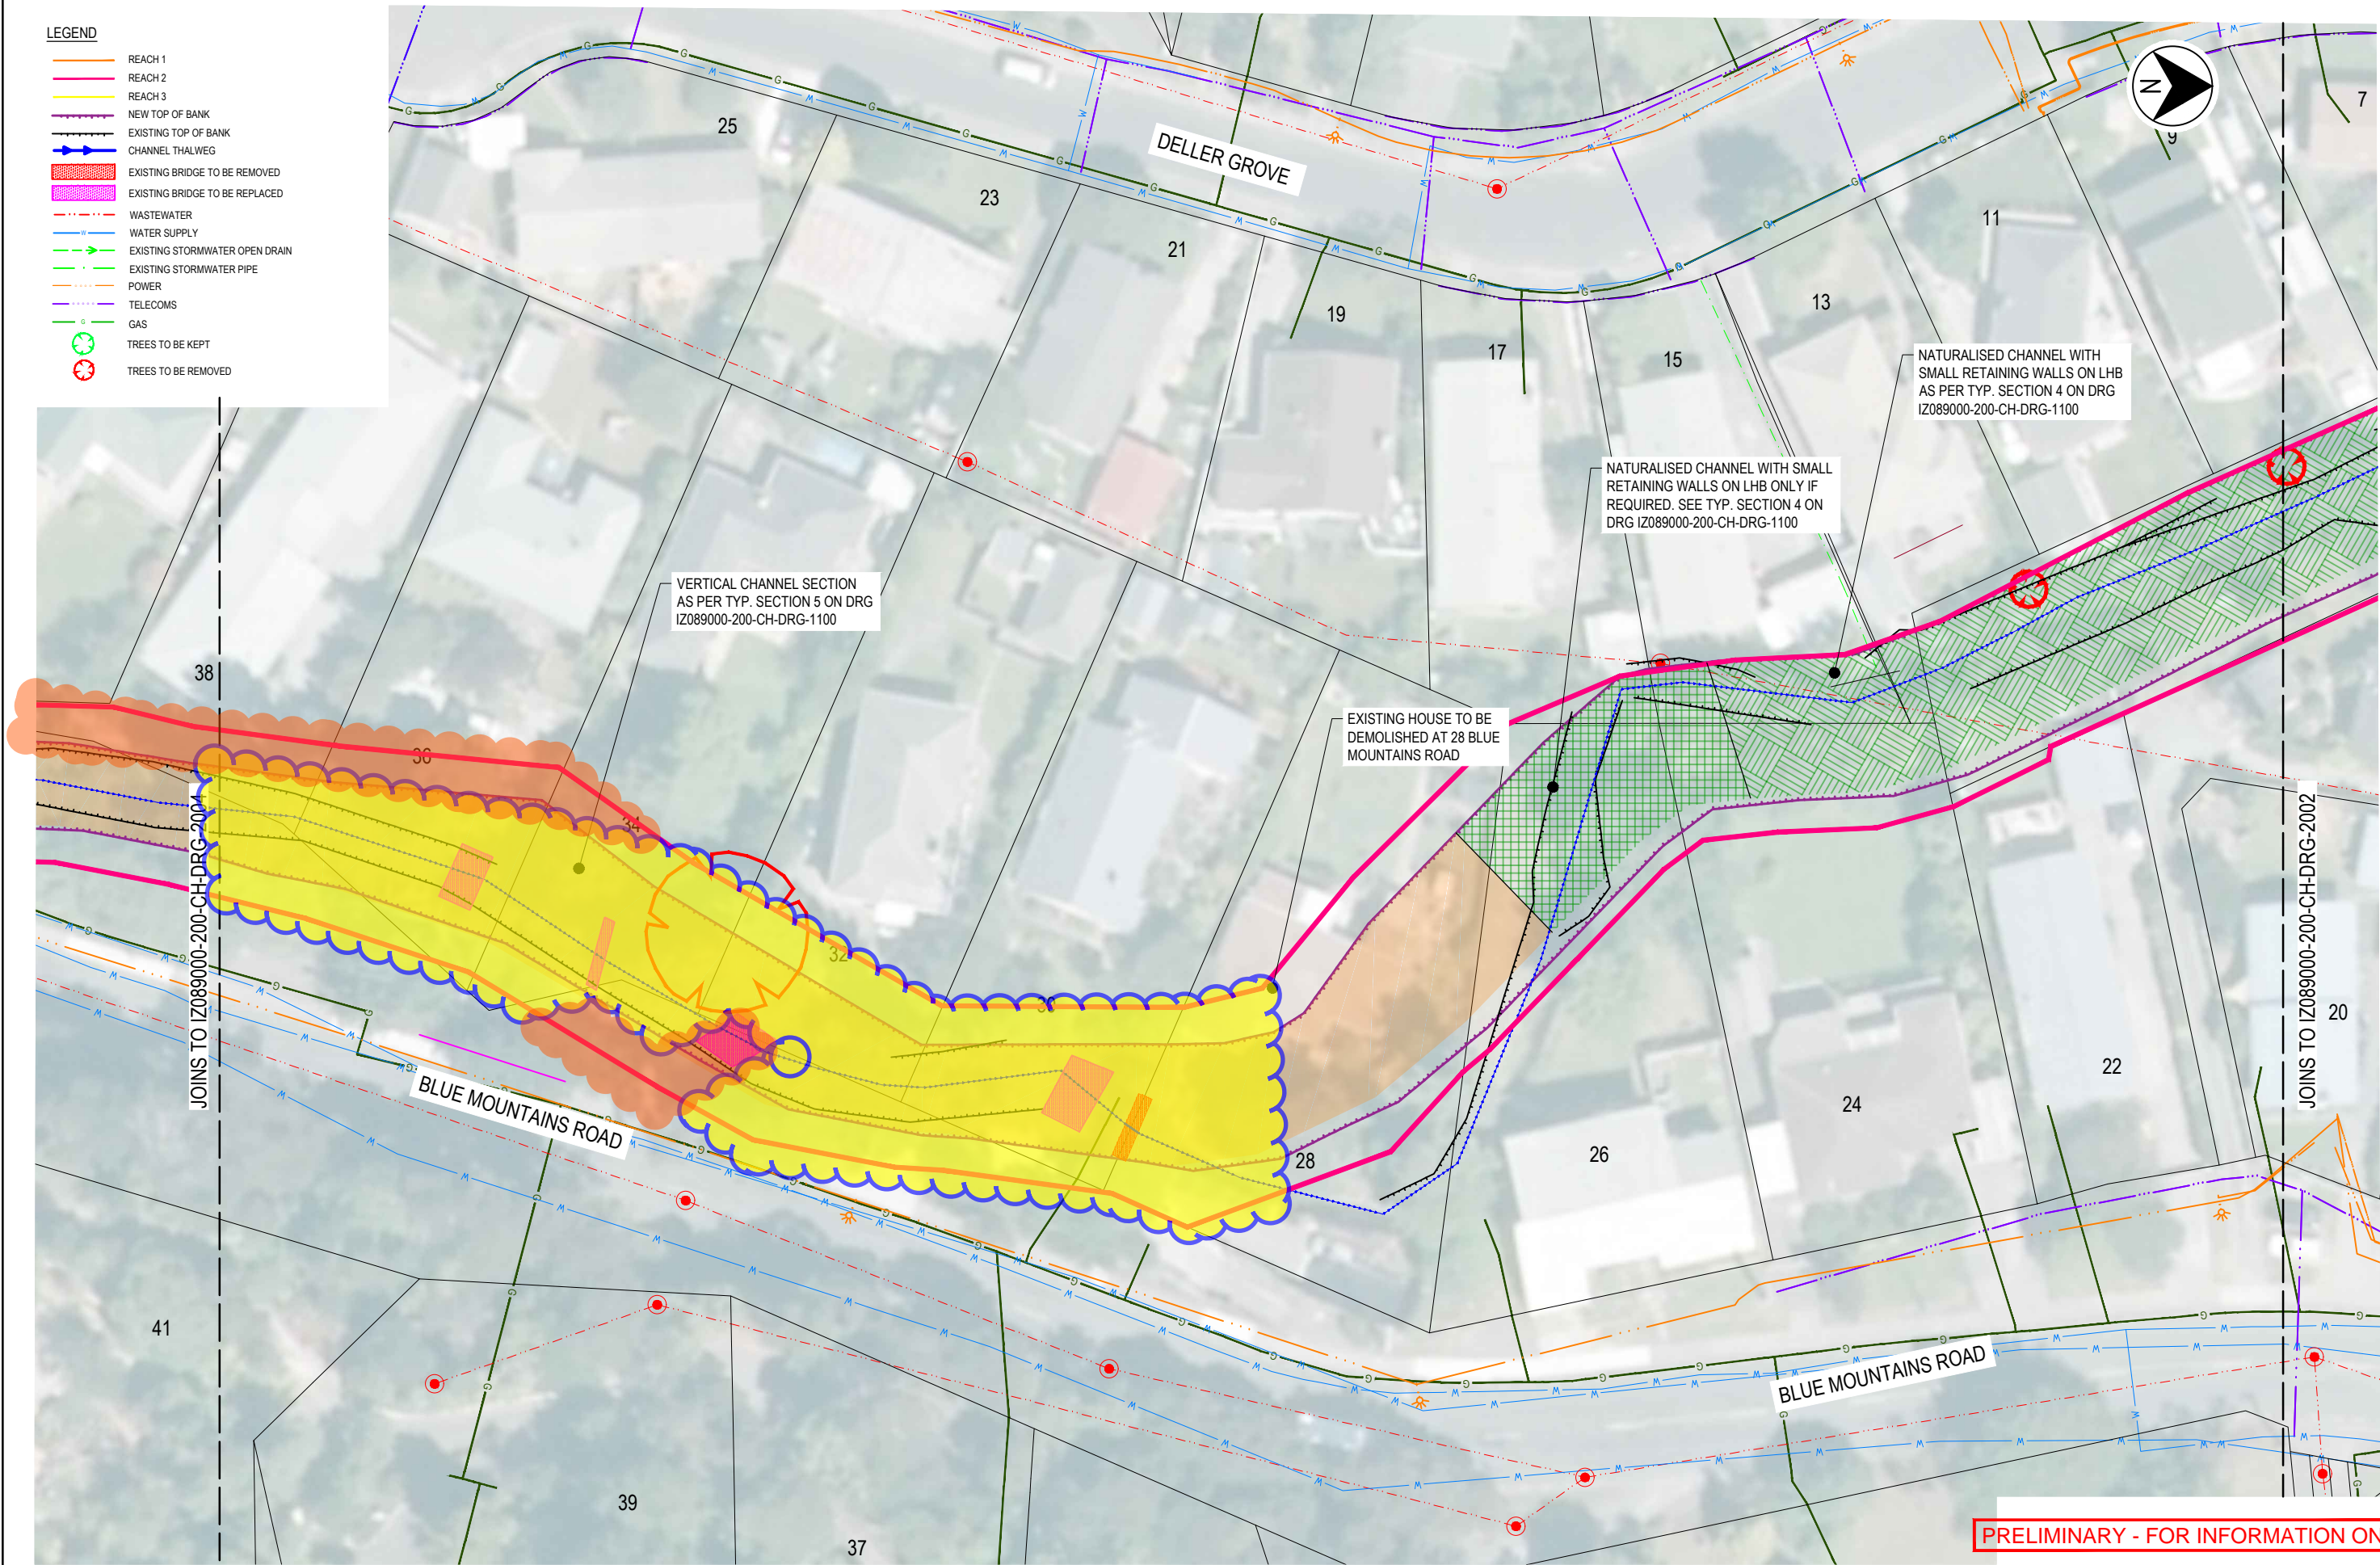 LEGEND
REACH 1
REACH 2
REACH 3
NEW TOP OF BANK
EXISTING TOP OF BANK
CHANNEL THALWEG
EXISTING BRIDGE TO BE REMOVED
EXISTING BRIDGE TO BE REPLACED
WASTEWATER
WATER SUPPLY
EXISTING STORMWATER OPEN DRAIN
EXISTING STORMWATER PIPE
POWER
TELECOMS
GAS
TREES TO BE KEPT
TREES TO BE REMOVED
N
7
9
25
DELLER GROVE
23
21
11
19
13
17
15
NATURALISED CHANNEL WITH
SMALL RETAINING WALLS ON LHB
AS PER TYP. SECTION 4 ON DRG
IZ089000-200-CH-DRG-1100
NATURALISED CHANNEL WITH SMALL
RETAINING WALLS ON LHB ONLY IF
REQUIRED. SEE TYP. SECTION 4 ON
DRG IZ089000-200-CH-DRG-1100
VERTICAL CHANNEL SECTION
AS PER TYP. SECTION 5 ON DRG
IZ089000-200-CH-DRG-1100
38
EXISTING HOUSE TO BE
DEMOLISHED AT 28 BLUE
MOUNTAINS ROAD
34
32
JOINS TO IZ089000-200-CH-DRG-2004
JOINS TO IZ089000-200-CH-DRG-2002
20
22
24
26
28
BLUE MOUNTAINS ROAD
41
BLUE MOUNTAINS ROAD
39
37
PRELIMINARY - FOR INFORMATION ON